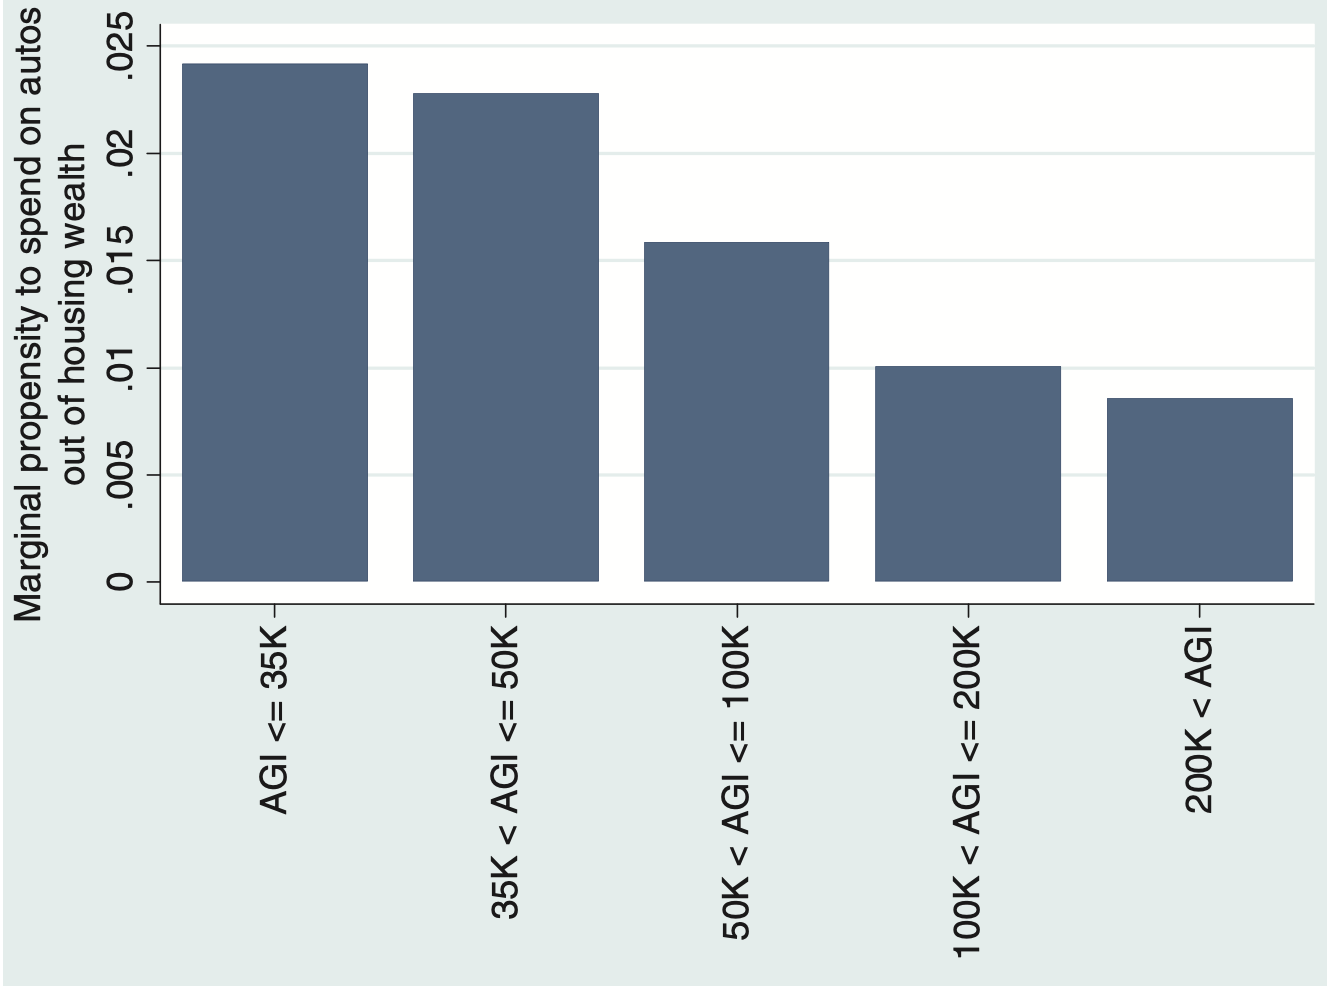 Marginal propensity to spend on autos
out of housing wealth
.025
.02
.015
.01
.005
0
AGI <= 35K
35K < AGI <= 50K
50K < AGI <= 100K
100K < AGI <= 200K
200K < AGI